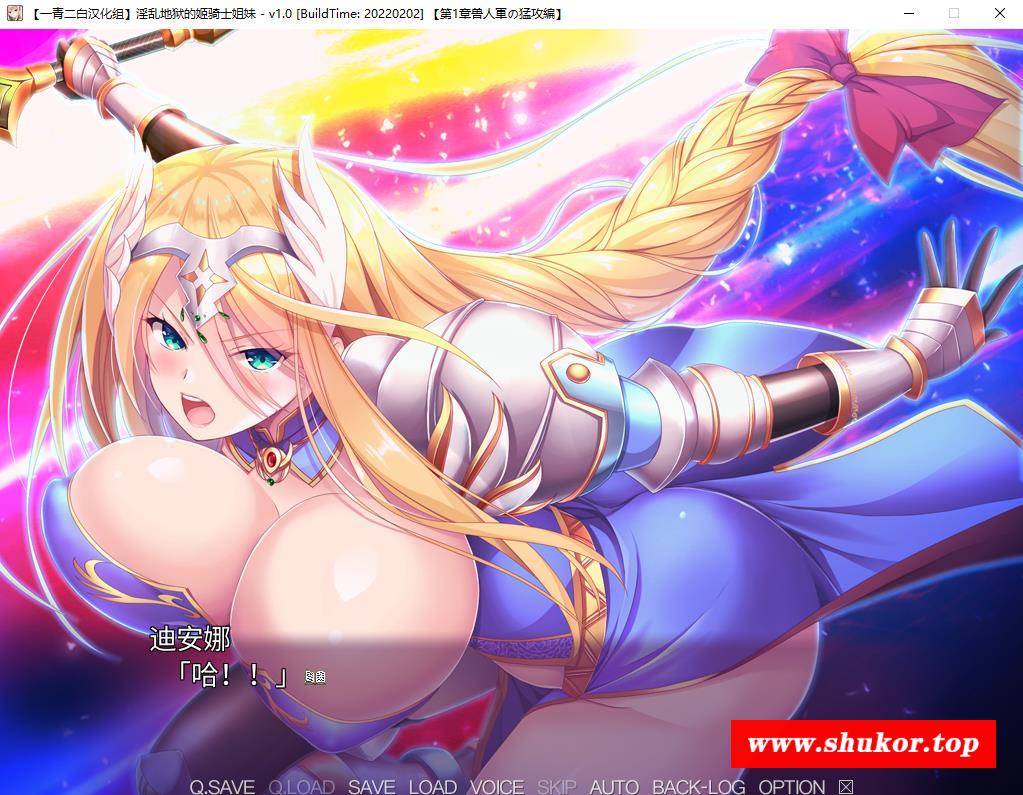 【一青二白汉化组】淫乱地狱的姬骑士姐妹 - v1.0 [BuildTime: 20220202] 【第1章兽人軍の猛攻編】
迪安娜
「哈！！」
www.shukor.top
Q.SAVE Q.LOAD SAVE LOAD VOICE SKIP AUTO BACK-LOG OPTION